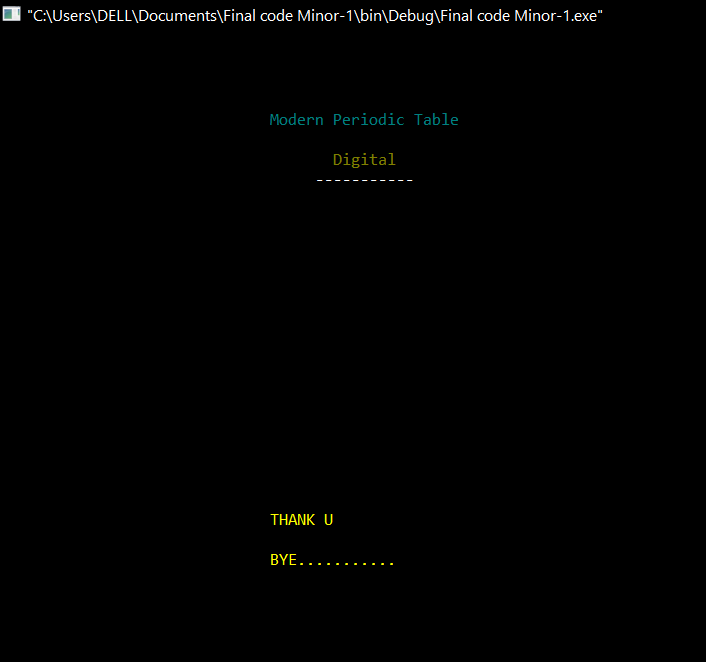 "C:\Users\DELL\Documents\Final code Minor-1\bin\Debug\Final code Minor-1.exe"
Modern Periodic Table
Digital
-----------
THANK U
BYE...........